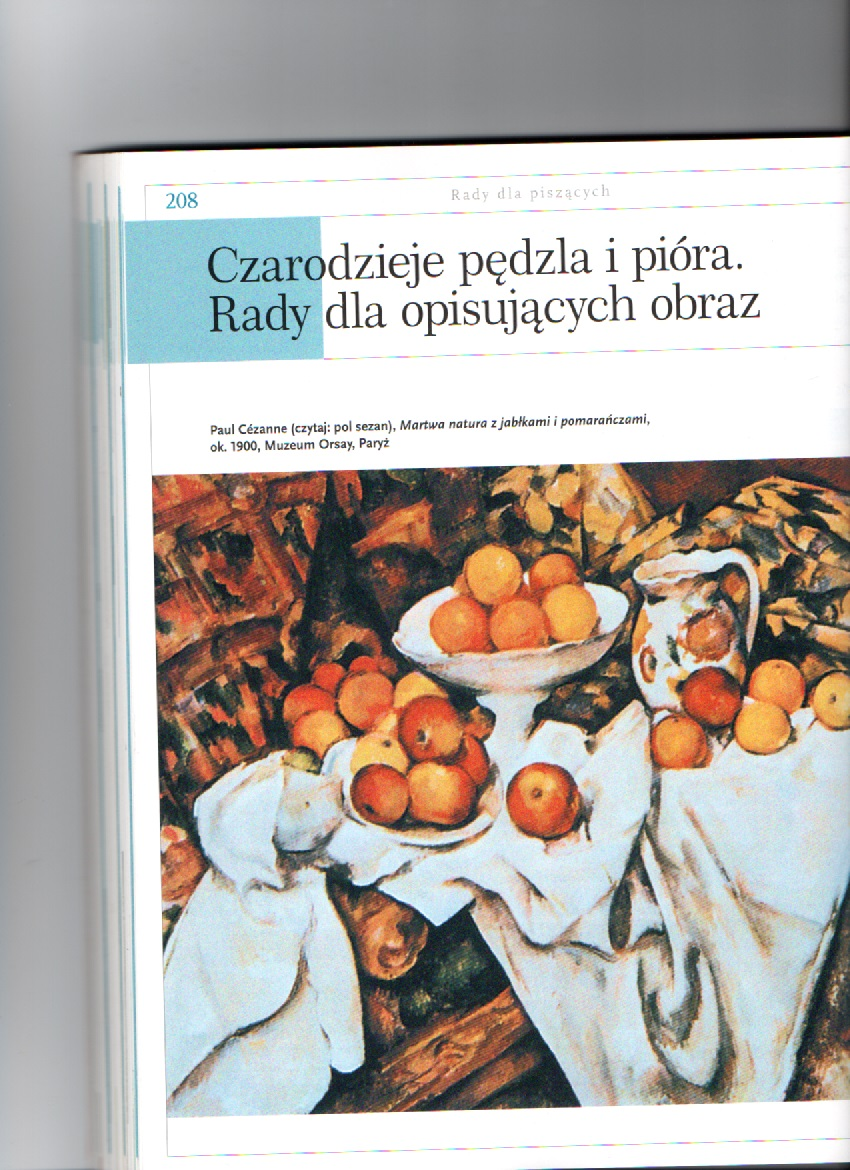 208
Rady dla piszących
Czarodzieje pędzla i pióra.
Rady dla opisujących obraz
Paul Cézanne (czytaj: pol sezan), Martwa natura z jabłkami i pomarańczami,
ok. 1900, Muzeum Orsay, Paryż